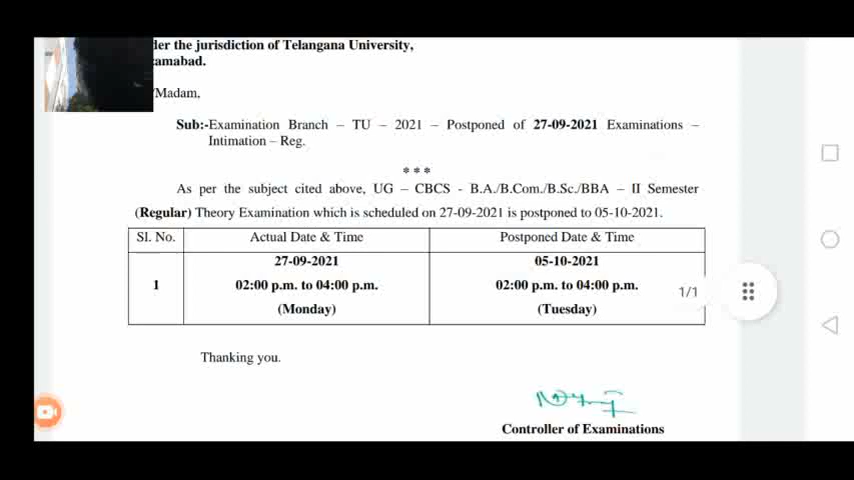 der the jurisdiction of Telangana University,
amabad.
/Madam,
Sub:-Examination Branch – TU – 2021 – Postponed of 27-09-2021 Examinations –
Intimation – Reg.
***
As per the subject cited above, UG – CBCS - B.A./B.Com./B.Sc./BBA – II Semester
(Regular) Theory Examination which is scheduled on 27-09-2021 is postponed to 05-10-2021.
Sl. No. Actual Date & Time Postponed Date & Time
27-09-2021 05-10-2021
1 02:00 p.m. to 04:00 p.m. 02:00 p.m. to 04:00 p.m.
(Monday) (Tuesday)
1/1
Thanking you.
Controller of Examinations